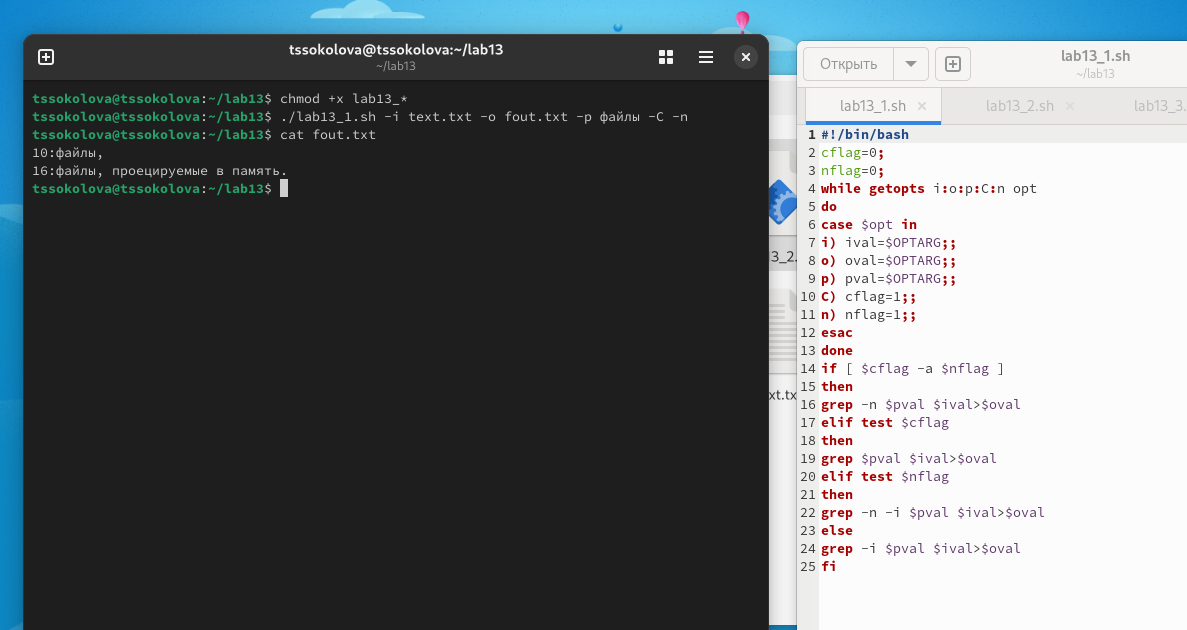 tssokolova@tssokolova:~/lab13
~/lab13
tssokolova@tssokolova:~/lab13$ chmod +x lab13_*
tssokolova@tssokolova:~/lab13$ ./lab13_1.sh -i text.txt -o fout.txt -p файлы -C -n
tssokolova@tssokolova:~/lab13$ cat fout.txt
10:файлы,
16:файлы, проецируемые в память.
tssokolova@tssokolova:~/lab13$
3_2.
xt.tx
Открыть
lab13_1.sh
~/lab13
lab13_1.sh
lab13_2.sh
lab13_3.
1 #!/bin/bash
2 cflag=0;
3 nflag=0;
4 while getopts i:o:p:C:n opt
5 do
6 case $opt in
7 i) ival=$OPTARG;;
8 o) oval=$OPTARG;;
9 p) pval=$OPTARG;;
10 C) cflag=1;;
11 n) nflag=1;;
12 esac
13 done
14 if [ $cflag -a $nflag ]
15 then
16 grep -n $pval $ival>$oval
17 elif test $cflag
18 then
19 grep $pval $ival>$oval
20 elif test $nflag
21 then
22 grep -n -i $pval $ival>$oval
23 else
24 grep -i $pval $ival>$oval
25 fi